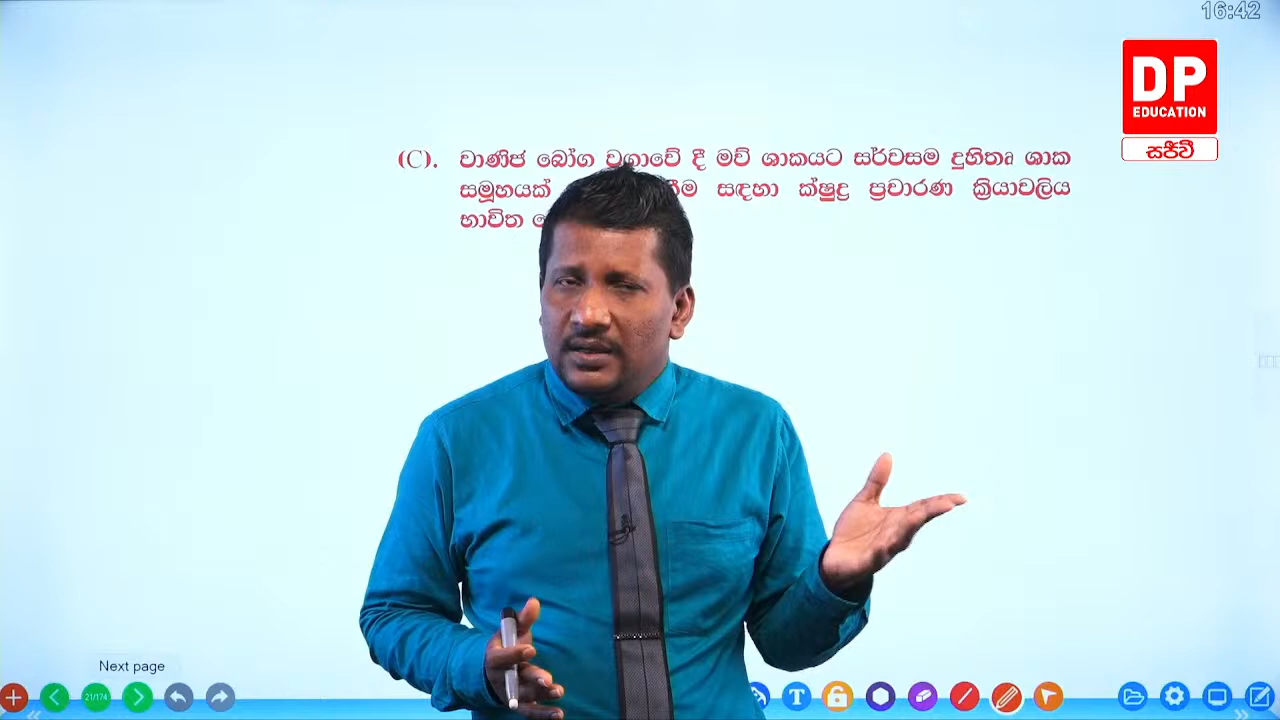 16:42
DP
EDUCATION
සජීවී
(C). වාණිජ බෝග වගාවේ දී මව් ශාකයට සර්වසම දුහිතෘ ශාක
සමූහයක් සඳහා ක්ෂුද්‍ර ප්‍රචාරණ ක්‍රියාවලිය
භාවිත
Next page
21/174
T